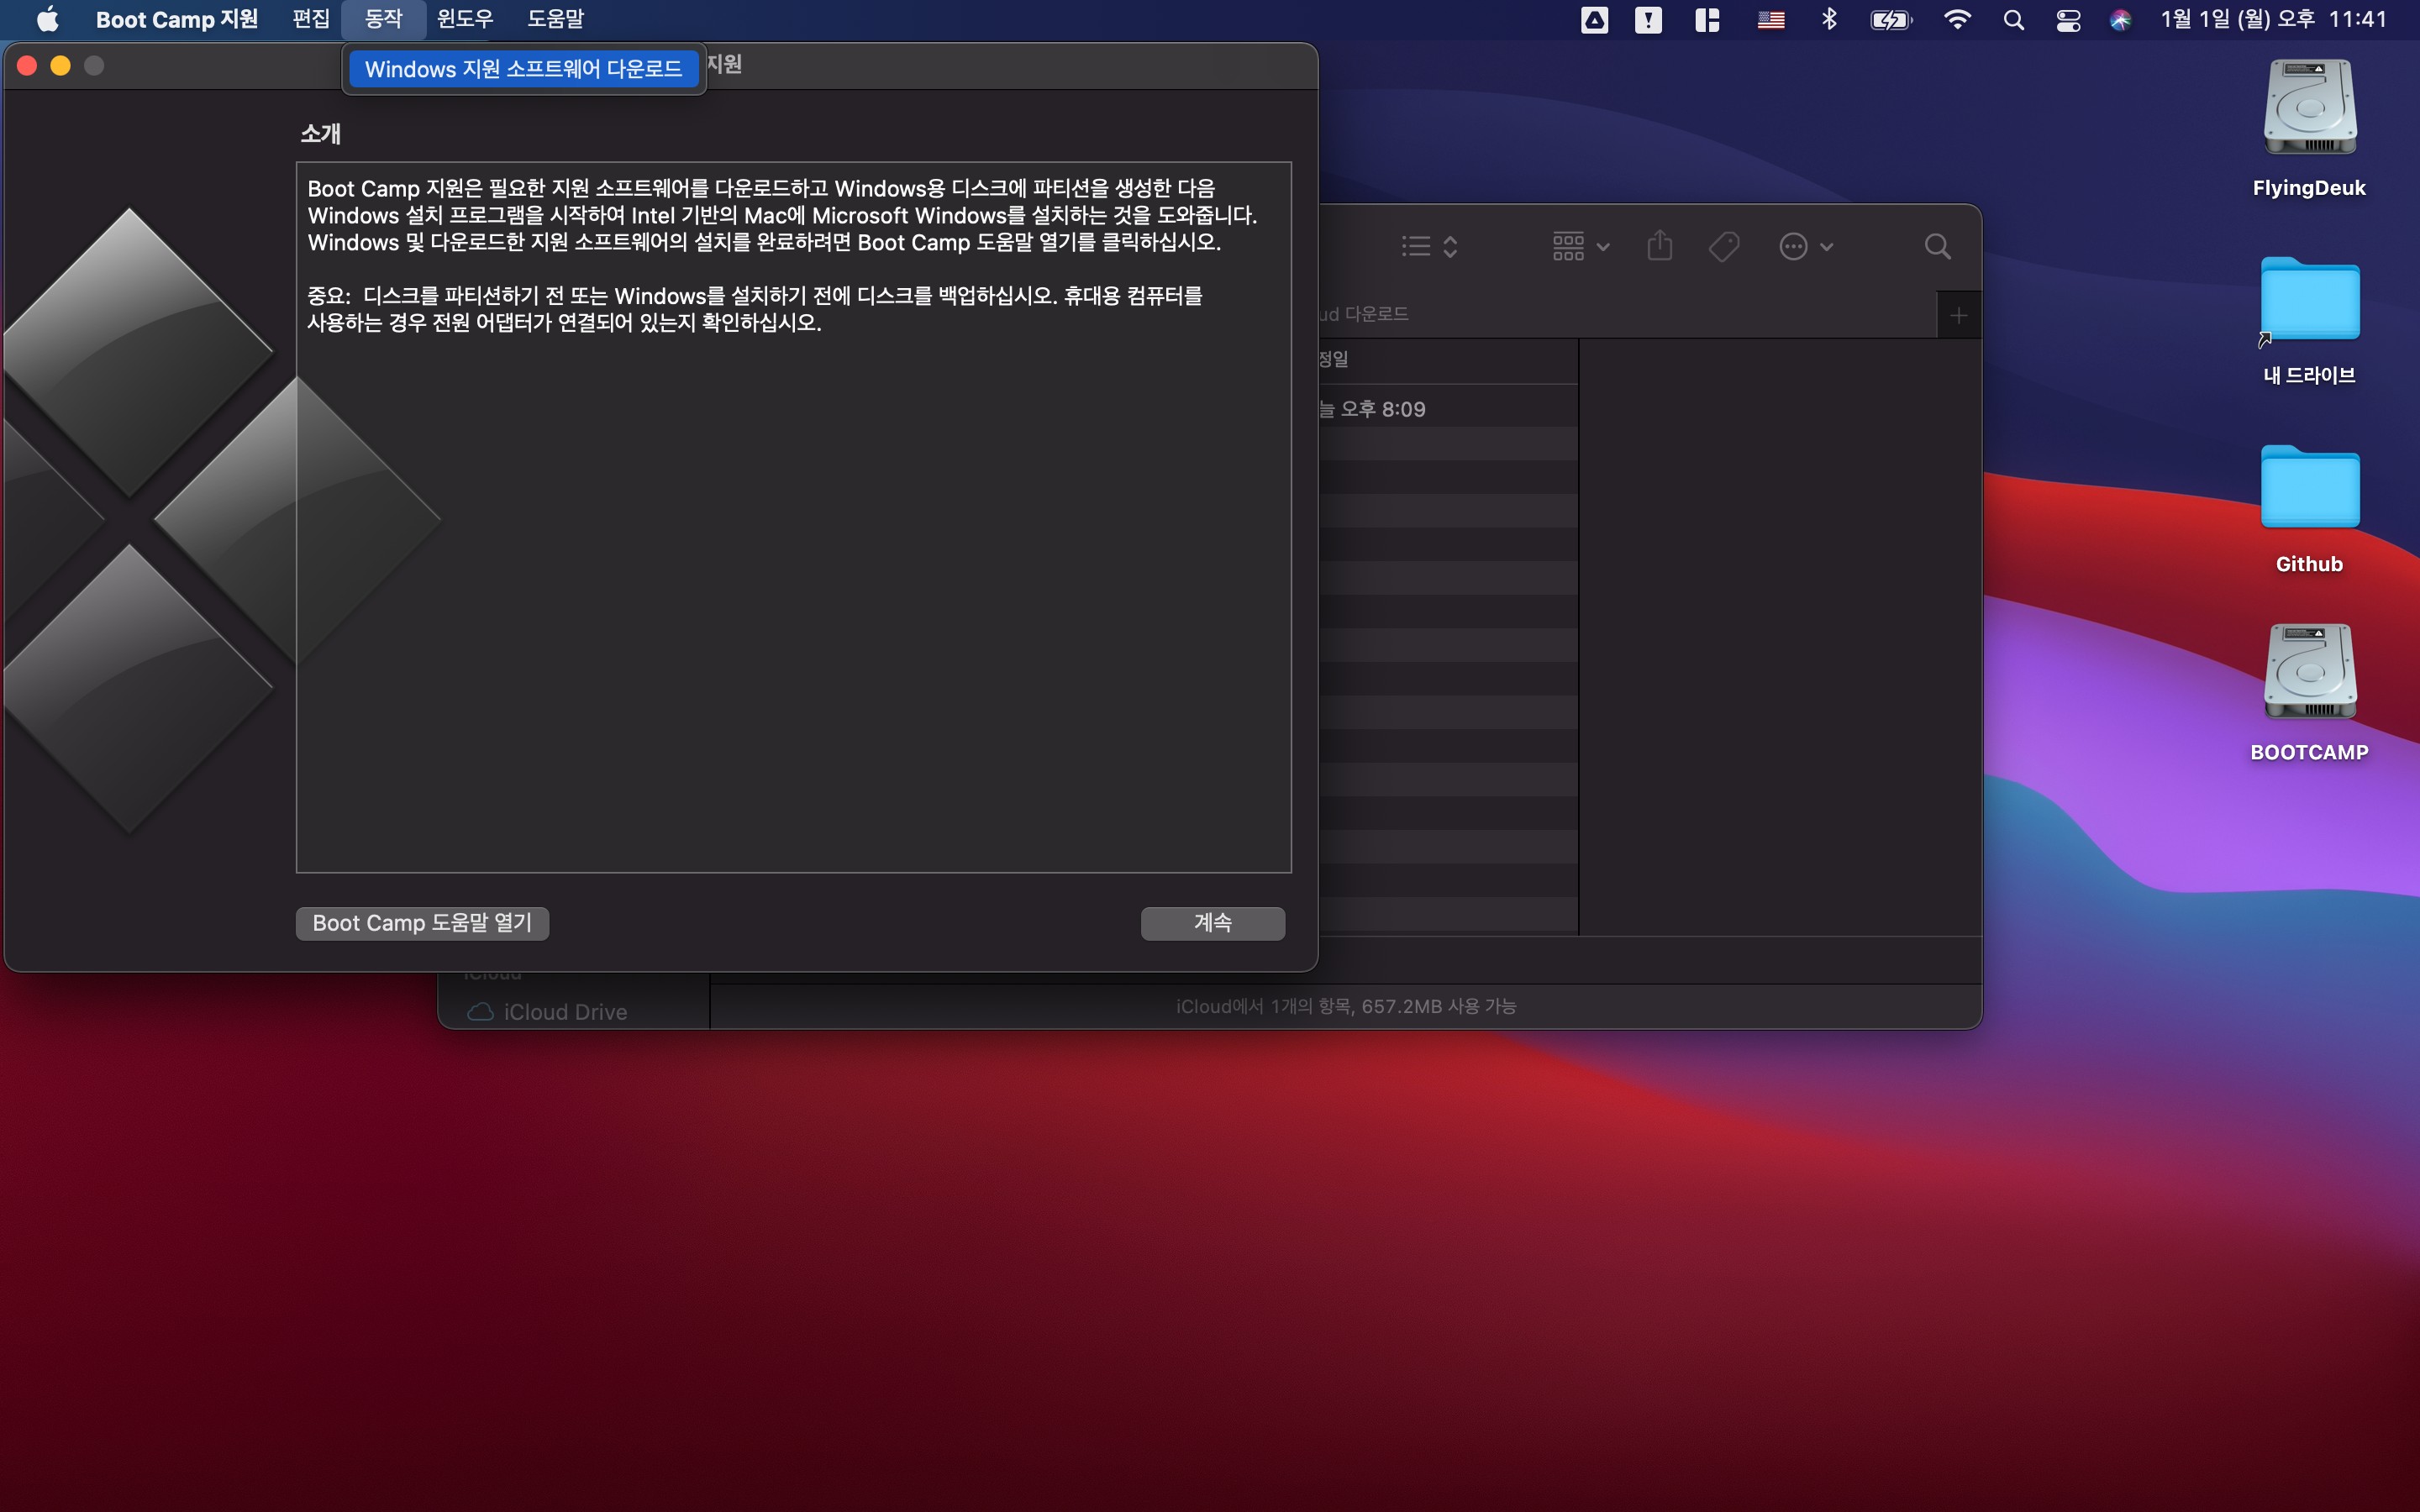 Boot Camp 지원 편집 동작 윈도우 도움말 1월 1일 (월) 오후 11:41
Windows 지원 소프트웨어 다운로드
지원
소개
Boot Camp 지원은 필요한 지원 소프트웨어를 다운로드하고 Windows용 디스크에 파티션을 생성한 다음
Windows 설치 프로그램을 시작하여 Intel 기반의 Mac에 Microsoft Windows를 설치하는 것을 도와줍니다.
Windows 및 다운로드한 지원 소프트웨어의 설치를 완료하려면 Boot Camp 도움말 열기를 클릭하십시오.
중요: 디스크를 파티션하기 전 또는 Windows를 설치하기 전에 디스크를 백업하십시오. 휴대용 컴퓨터를
사용하는 경우 전원 어댑터가 연결되어 있는지 확인하십시오.
Boot Camp 도움말 열기
계속
ud 다운로드
정일
늘 오후 8:09
iCloud
iCloud Drive
iCloud에서 1개의 항목, 657.2MB 사용 가능
FlyingDeuk
내 드라이브
Github
BOOTCAMP